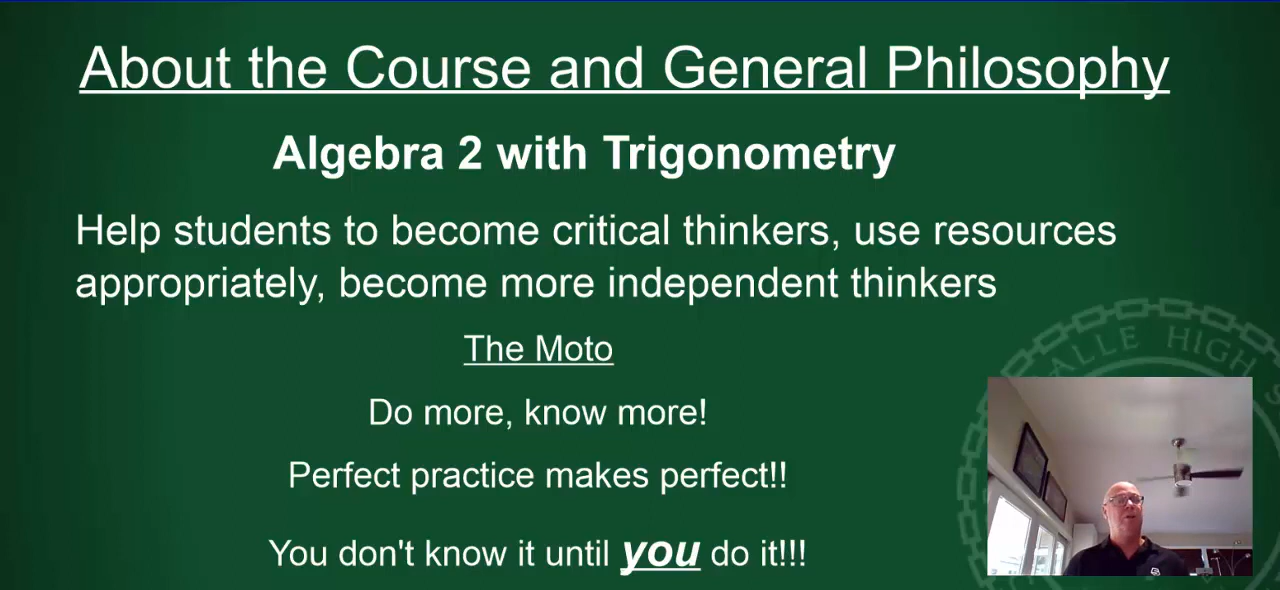 About the Course and General Philosophy
Algebra 2 with Trigonometry
Help students to become critical thinkers, use resources
appropriately, become more independent thinkers
The Moto
Do more, know more!
Perfect practice makes perfect!!
You don't know it until you do it!!!
ALLE HIGH S